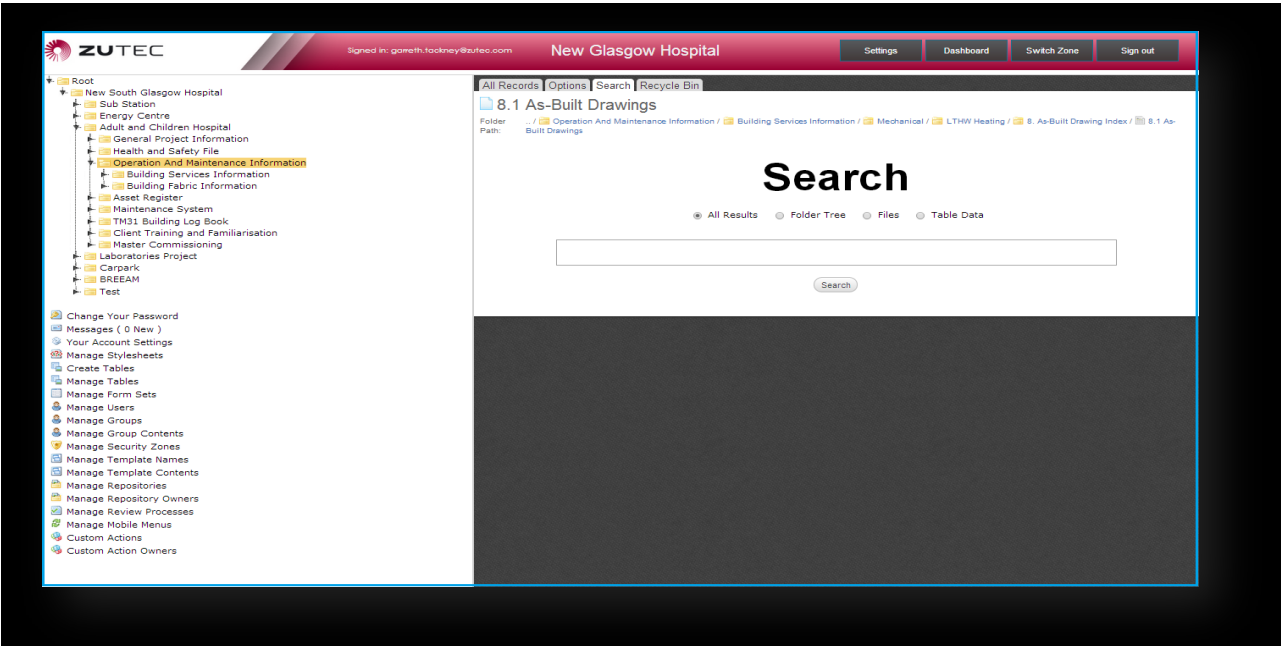 ZUTEC
Signed in: garreth.tackney@zutec.com
New Glasgow Hospital
Settings
Dashboard
Switch Zone
Sign out
Root
New South Glasgow Hospital
Sub Station
Energy Centre
Adult and Children Hospital
General Project Information
Health and Safety File
Operation And Maintenance Information
Building Services Information
Building Fabric Information
Asset Register
Maintenance System
TM31 Building Log Book
Client Training and Familiarisation
Master Commissioning
Laboratories Project
Carpark
BREEAM
Test
Change Your Password
Messages ( 0 New )
Your Account Settings
Manage Stylesheets
Create Tables
Manage Tables
Manage Form Sets
Manage Users
Manage Groups
Manage Group Contents
Manage Security Zones
Manage Template Names
Manage Template Contents
Manage Repositories
Manage Repository Owners
Manage Review Processes
Manage Mobile Menus
Custom Actions
Custom Action Owners
All Records Options Search Recycle Bin
8.1 As-Built Drawings
Folder Path: .. / Operation And Maintenance Information / Building Services Information / Mechanical / LTHW Heating / 8. As-Built Drawing Index / 8.1 As-
Built Drawings
Search
All Results Folder Tree Files Table Data
Search